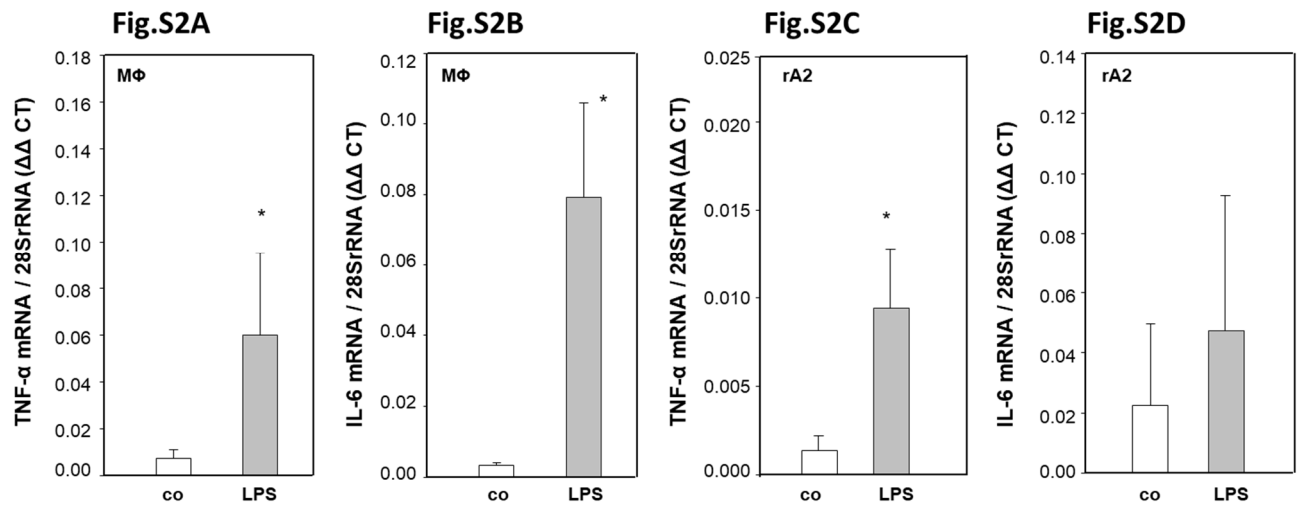 Fig.S2A
TNF-α mRNA / 28SrRNA (ΔΔ CT)
0.18
0.16
0.14
0.12
0.10
0.08
0.06
0.04
0.02
0.00
MΦ
*
co
LPS
Fig.S2B
IL-6 mRNA / 28SrRNA (ΔΔ CT)
0.12
0.10
0.08
0.06
0.04
0.02
0.00
MΦ
*
co
LPS
Fig.S2C
TNF-α mRNA / 28SrRNA (ΔΔ CT)
0.025
0.020
0.015
0.010
0.005
0.000
rA2
*
co
LPS
Fig.S2D
IL-6 mRNA / 28SrRNA (ΔΔ CT)
0.14
0.12
0.10
0.08
0.06
0.04
0.02
0.00
rA2
co
LPS